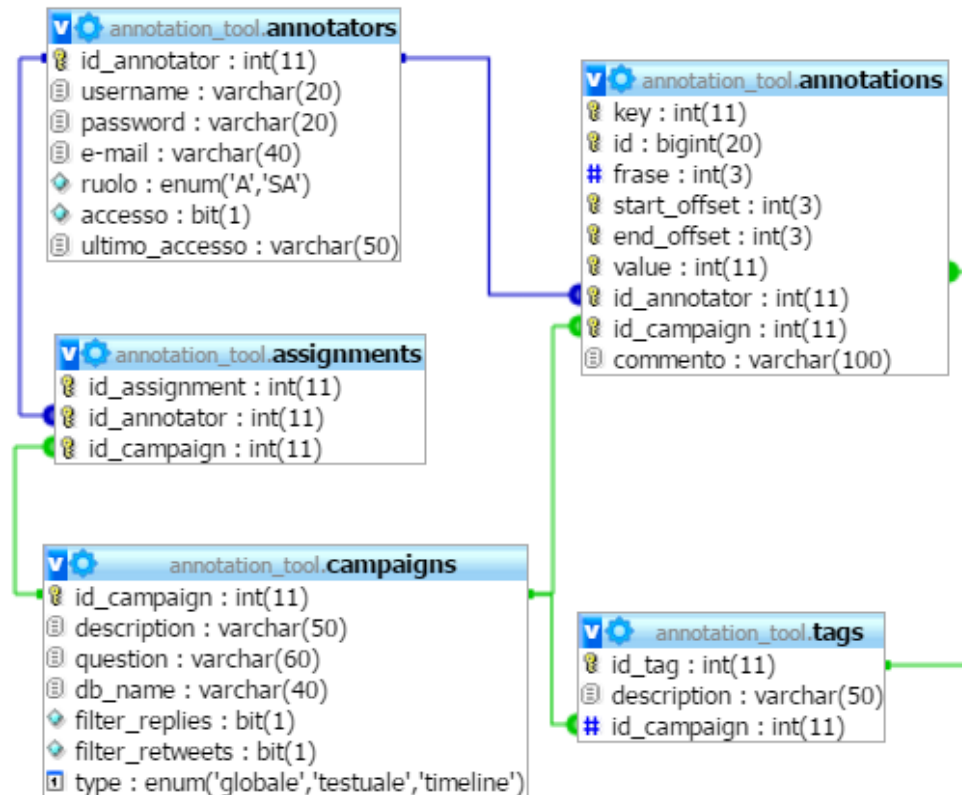 annotation_tool.annotators
id_annotator : int(11)
username : varchar(20)
password : varchar(20)
e-mail : varchar(40)
ruolo : enum('A','SA')
accesso : bit(1)
ultimo_accesso : varchar(50)
annotation_tool.annotations
key : int(11)
id : bigint(20)
# frase : int(3)
start_offset : int(3)
end_offset : int(3)
value : int(11)
id_annotator : int(11)
id_campaign : int(11)
commento : varchar(100)
annotation_tool.assignments
id_assignment : int(11)
id_annotator : int(11)
id_campaign : int(11)
annotation_tool.campaigns
id_campaign : int(11)
description : varchar(50)
question : varchar(60)
db_name : varchar(40)
filter_replies : bit(1)
filter_retweets : bit(1)
type : enum('globale','testuale','timeline')
annotation_tool.tags
id_tag : int(11)
description : varchar(50)
# id_campaign : int(11)